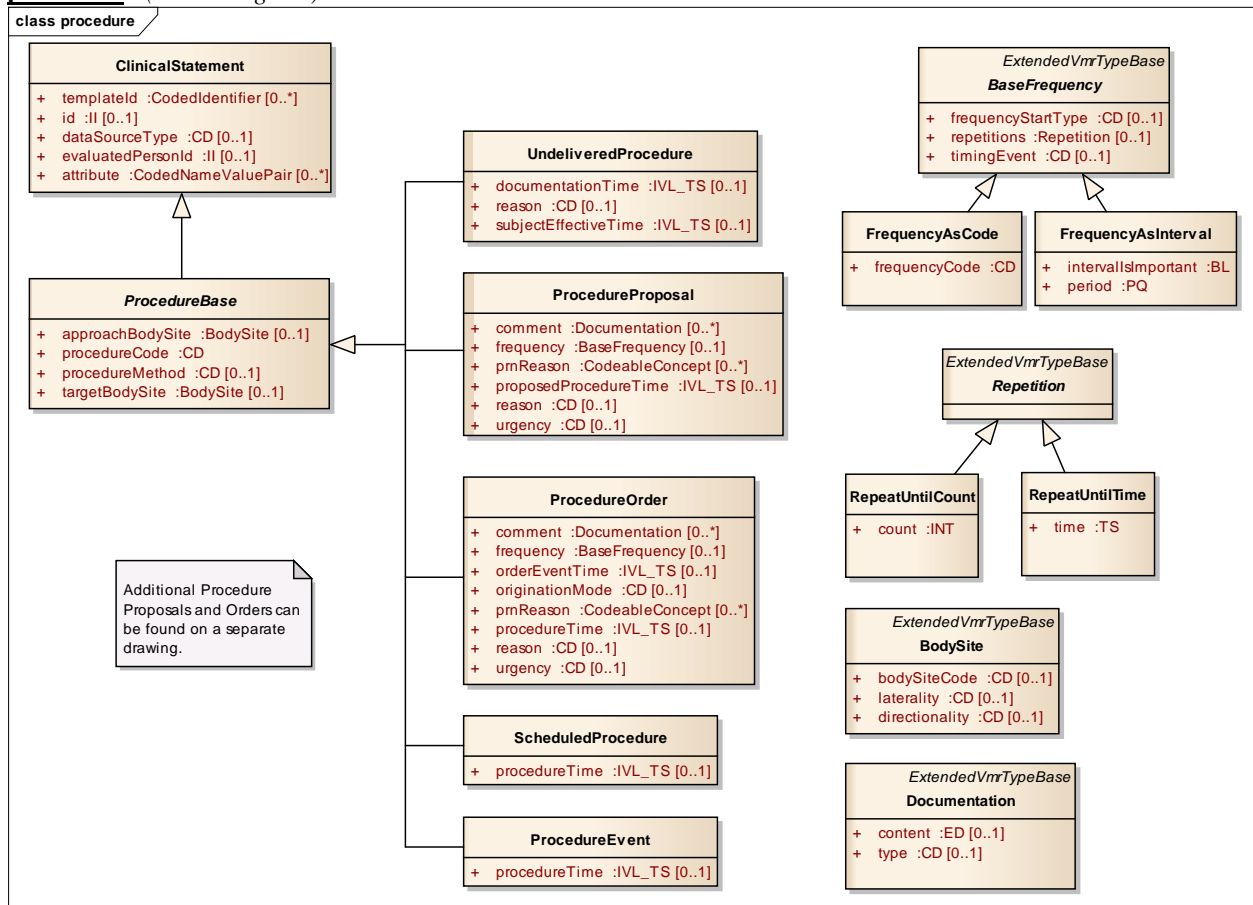 class procedure
ClinicalStatement
+ templateId :CodedIdentifier [0..*]
+ id :II [0..1]
+ dataSourceType :CD [0..1]
+ evaluatedPersonId :II [0..1]
+ attribute :CodedNameValuePair [0..*]
ProcedureBase
+ approachBodySite :BodySite [0..1]
+ procedureCode :CD
+ procedureMethod :CD [0..1]
+ targetBodySite :BodySite [0..1]
Additional Procedure
Proposals and Orders can
be found on a separate
drawing.
UndeliveredProcedure
+ documentationTime :IVL_TS [0..1]
+ reason :CD [0..1]
+ subjectEffectiveTime :IVL_TS [0..1]
ProcedureProposal
+ comment :Documentation [0..*]
+ frequency :BaseFrequency [0..1]
+ prnReason :CodeableConcept [0..*]
+ proposedProcedureTime :IVL_TS [0..1]
+ reason :CD [0..1]
+ urgency :CD [0..1]
ProcedureOrder
+ comment :Documentation [0..*]
+ frequency :BaseFrequency [0..1]
+ orderEventTime :IVL_TS [0..1]
+ originationMode :CD [0..1]
+ prnReason :CodeableConcept [0..*]
+ procedureTime :IVL_TS [0..1]
+ reason :CD [0..1]
+ urgency :CD [0..1]
ScheduledProcedure
+ procedureTime :IVL_TS [0..1]
ProcedureEvent
+ procedureTime :IVL_TS [0..1]
ExtendedVmrTypeBase
BaseFrequency
+ frequencyStartType :CD [0..1]
+ repetitions :Repetition [0..1]
+ timingEvent :CD [0..1]
FrequencyAsCode
+ frequencyCode :CD
FrequencyAsInterval
+ intervalIsImportant :BL
+ period :PQ
ExtendedVmrTypeBase
Repetition
RepeatUntilCount
+ count :INT
RepeatUntilTime
+ time :TS
ExtendedVmrTypeBase
BodySite
+ bodySiteCode :CD [0..1]
+ laterality :CD [0..1]
+ directionality :CD [0..1]
ExtendedVmrTypeBase
Documentation
+ content :ED [0..1]
+ type :CD [0..1]